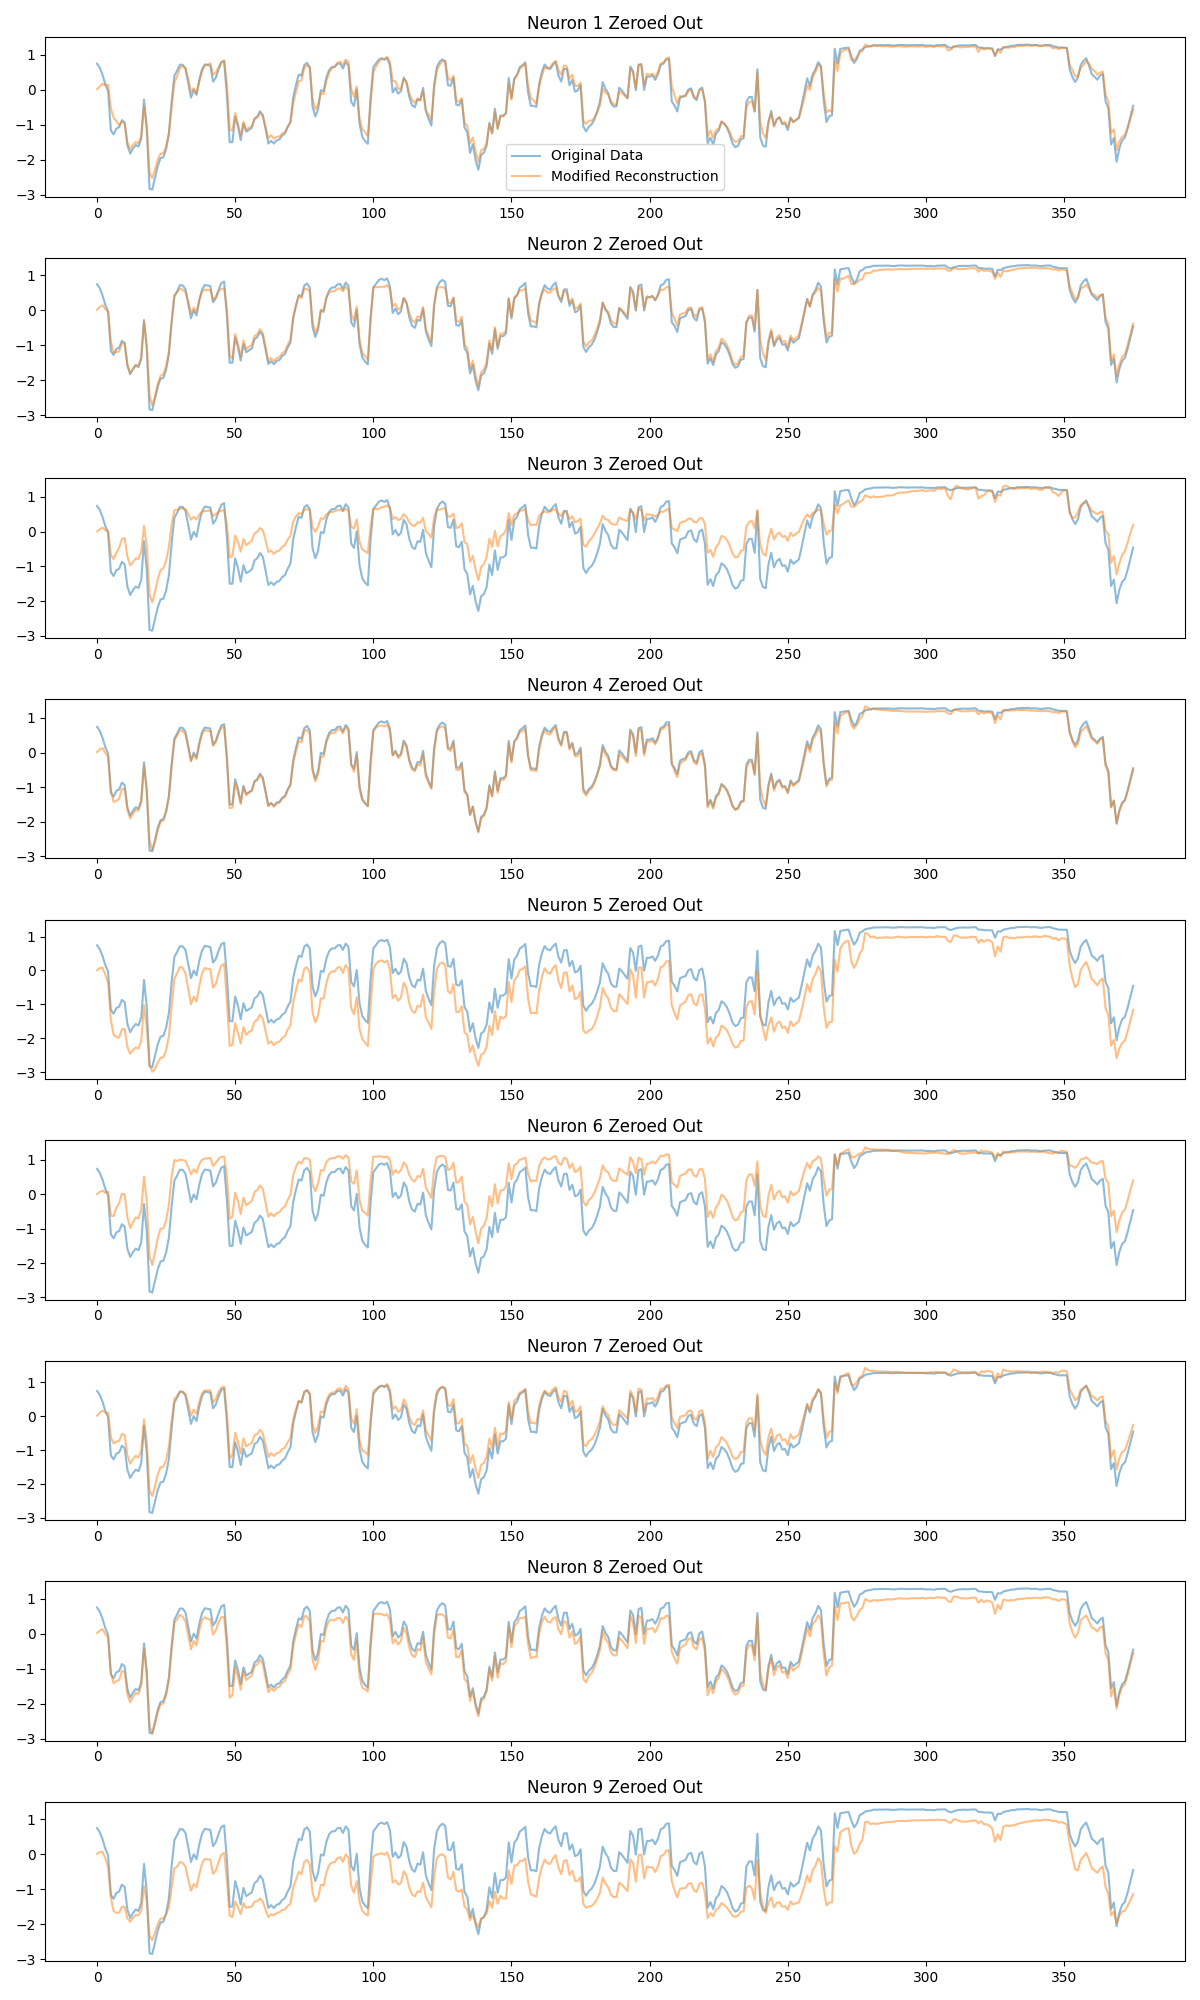 Neuron 1 Zeroed Out
1
0
−1
−2
−3
Original Data
Modified Reconstruction
0 50 100 150 200 250 300 350
Neuron 2 Zeroed Out
1
0
−1
−2
−3
0 50 100 150 200 250 300 350
Neuron 3 Zeroed Out
1
0
−1
−2
−3
0 50 100 150 200 250 300 350
Neuron 4 Zeroed Out
1
0
−1
−2
−3
0 50 100 150 200 250 300 350
Neuron 5 Zeroed Out
1
0
−1
−2
−3
0 50 100 150 200 250 300 350
Neuron 6 Zeroed Out
1
0
−1
−2
−3
0 50 100 150 200 250 300 350
Neuron 7 Zeroed Out
1
0
−1
−2
−3
0 50 100 150 200 250 300 350
Neuron 8 Zeroed Out
1
0
−1
−2
−3
0 50 100 150 200 250 300 350
Neuron 9 Zeroed Out
1
0
−1
−2
−3
0 50 100 150 200 250 300 350